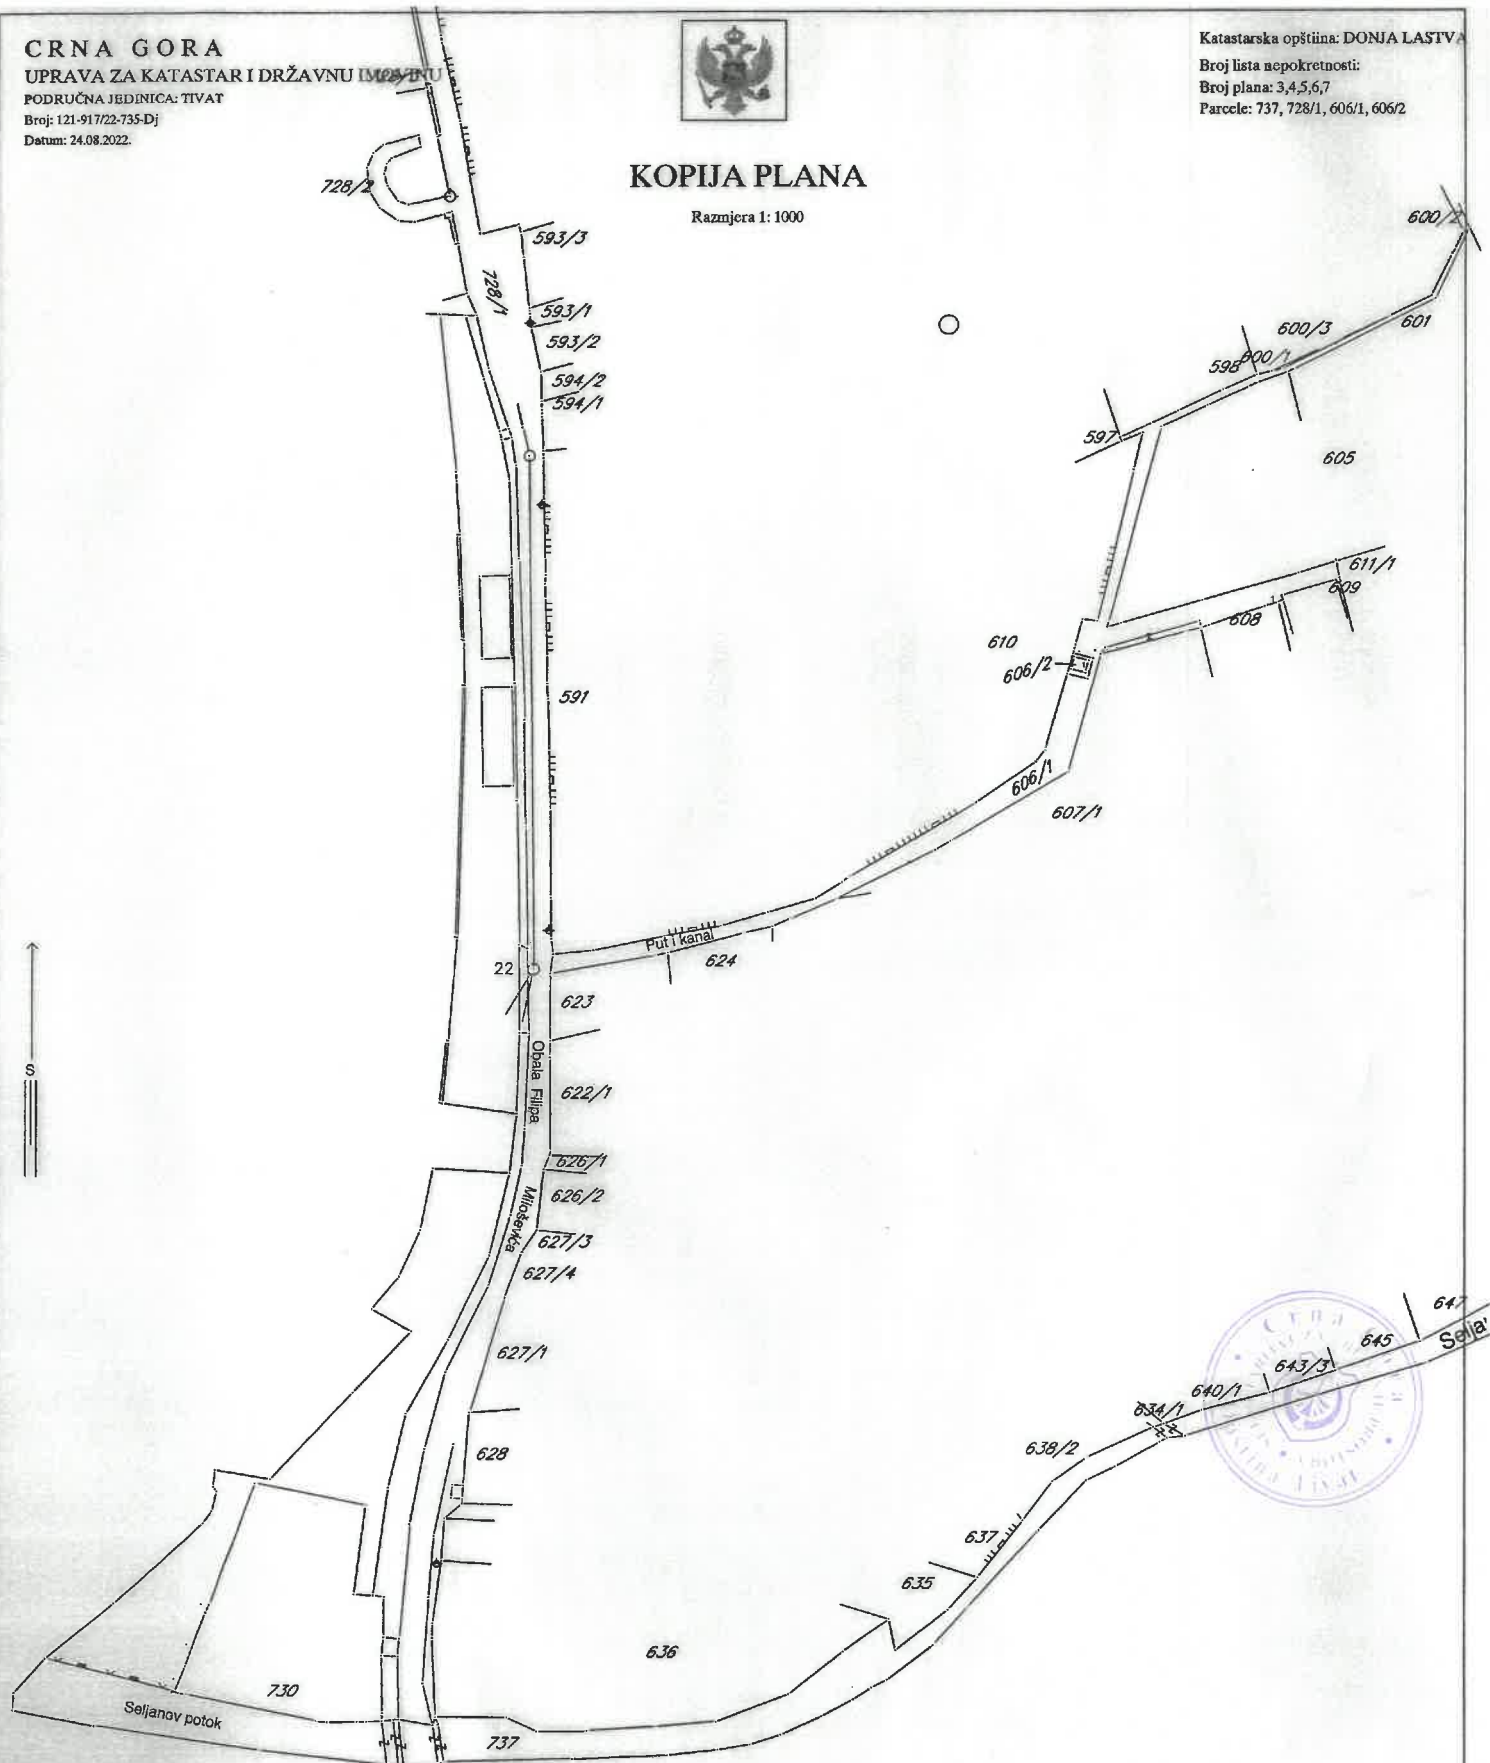 CRNA GORA
UPRAVA ZA KATASTAR I DRŽAVNU IMOVINU
PODRUČNA JEDINICA: TIVAT
Broj: 121-917/22-735-Dj
Datum: 24.08.2022.
Katastarska opština: DONJA LASTVA
Broj lista nepokretnosti:
Broj plana: 3,4,5,6,7
Parcele: 737, 728/1, 606/1, 606/2
KOPIJA PLANA
Razmjera 1: 1000
728/2
593/3
728/1
593/1
593/2
594/2
594/1
600/2
601
600/3
600/1
598
597
605
611/1
609
608
610
606/2
591
606/1
607/1
Put i kanal
624
22
623
S
Obala Filipa
622/1
626/1
626/2
Miloševića
627/3
627/4
627/1
647
645
643/3
640/1
634/1
638/2
628
637
635
636
730
Seljanov potok
737